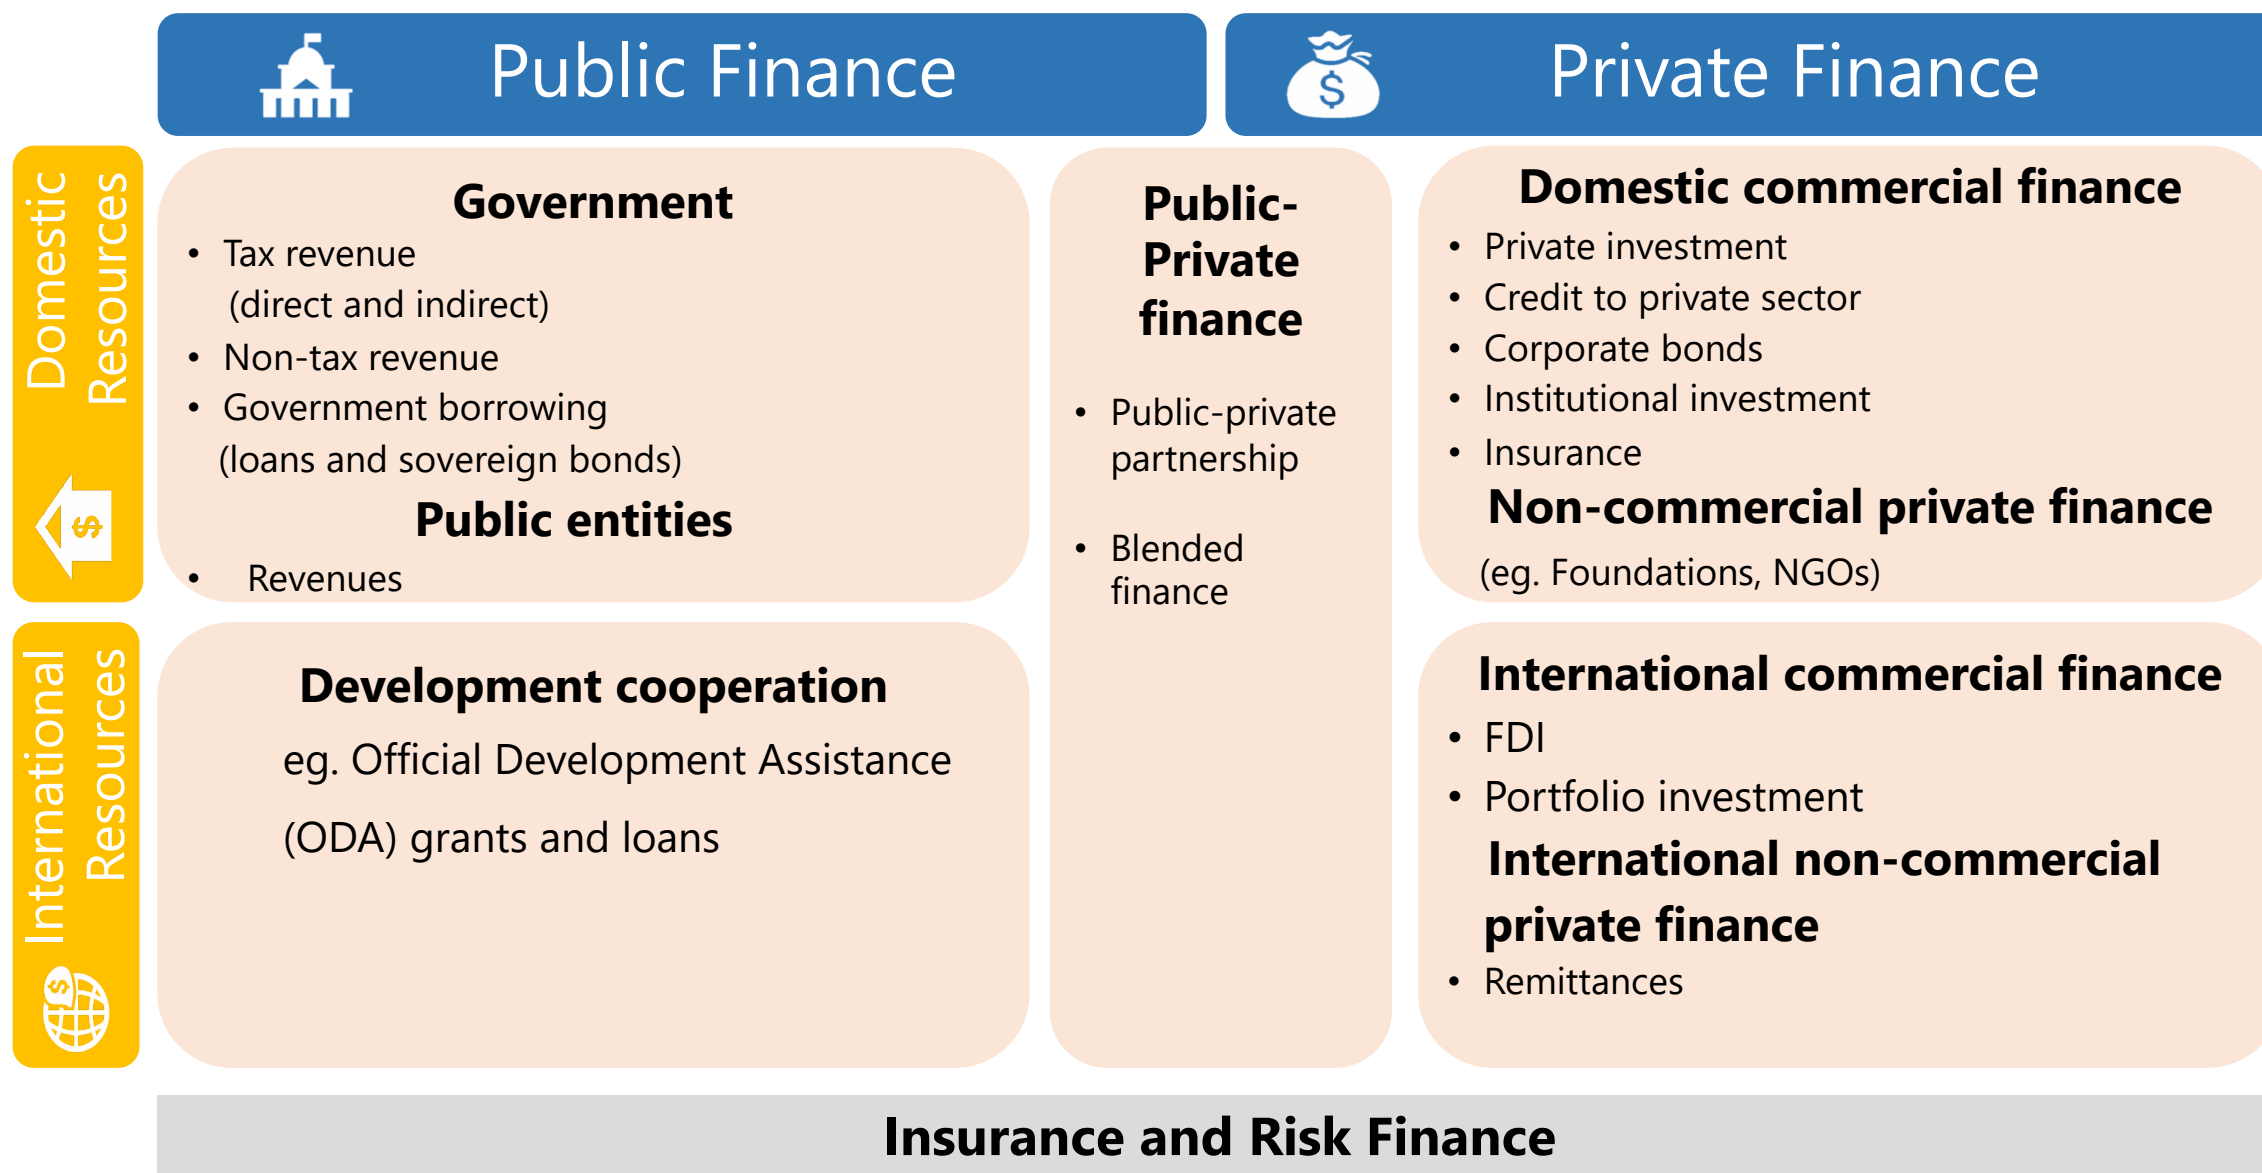 Public Finance
$
Private Finance
Domestic
Resources
$
Government
• Tax revenue
(direct and indirect)
• Non-tax revenue
• Government borrowing
(loans and sovereign bonds)
Public entities
• Revenues
Public-
Private
finance
• Public-private
partnership
• Blended
finance
Domestic commercial finance
• Private investment
• Credit to private sector
• Corporate bonds
• Institutional investment
• Insurance
Non-commercial private finance
(eg. Foundations, NGOs)
International
Resources
$
Development cooperation
eg. Official Development Assistance
(ODA) grants and loans
International commercial finance
• FDI
• Portfolio investment
International non-commercial
private finance
• Remittances
Insurance and Risk Finance